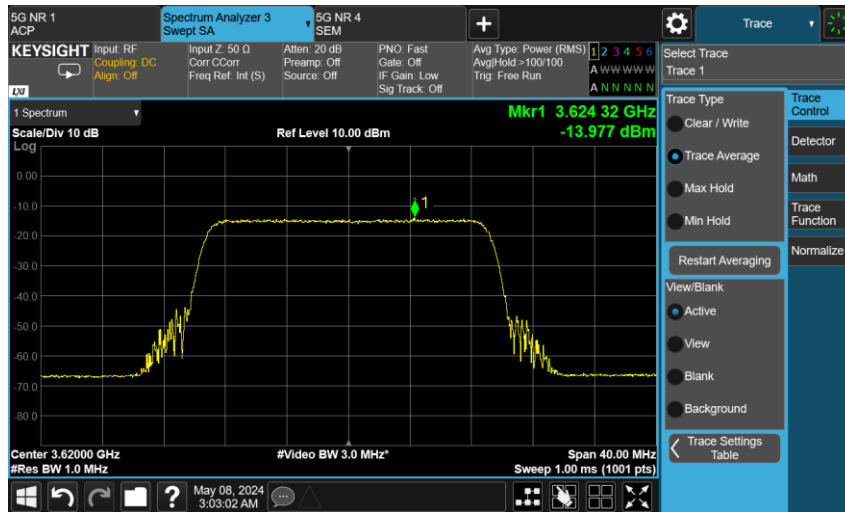 5G NR 1
ACP
Spectrum Analyzer 3
Swept SA
5G NR 4
SEM
Trace
KEYSIGHT
LXI
Input: RF
Coupling: DC
Align: Off
Input Z: 50 Ω
Corr CCorr
Freq Ref: Int (S)
Atten: 20 dB
Preamp: Off
Source: Off
PNO: Fast
Gate: Off
IF Gain: Low
Sig Track: Off
Avg Type: Power (RMS)
Avg|Hold:>100/100
Trig: Free Run
1 2 3 4 5 6
A W W W W W
A N N N N N
Select Trace
Trace 1
1 Spectrum
Mkr1 3.624 32 GHz
Scale/Div 10 dB
Ref Level 10.00 dBm
-13.977 dBm
Log
0.00
-10.0
-20.0
-30.0
-40.0
-50.0
-60.0
-70.0
-80.0
1
Center 3.62000 GHz
#Video BW 3.0 MHz*
Span 40.00 MHz
#Res BW 1.0 MHz
Sweep 1.00 ms (1001 pts)
Trace Type
Clear / Write
Trace Average
Max Hold
Min Hold
Restart Averaging
View/Blank
Active
View
Blank
Background
Trace Settings
Table
Trace
Control
Detector
Math
Trace
Function
Normalize
?
May 08, 2024
3:03:02 AM